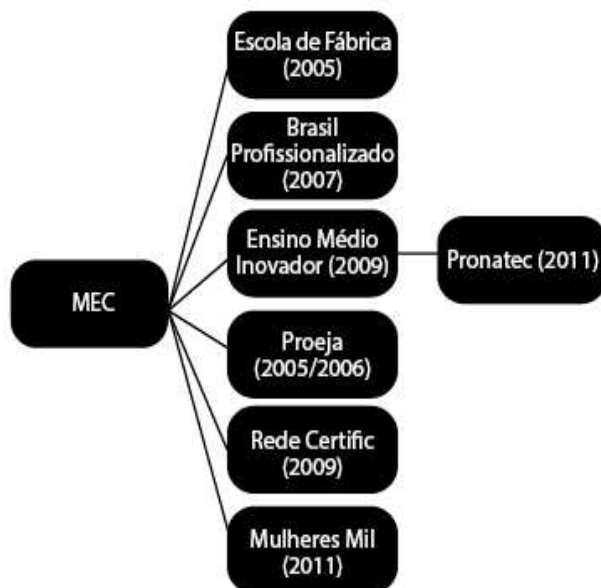 Escola de Fábrica
(2005)
Brasil
Profissionalizado
(2007)
Ensino Médio
Inovador (2009)
Pronatec (2011)
MEC
Proeja
(2005/2006)
Rede Certific
(2009)
Mulheres Mil
(2011)